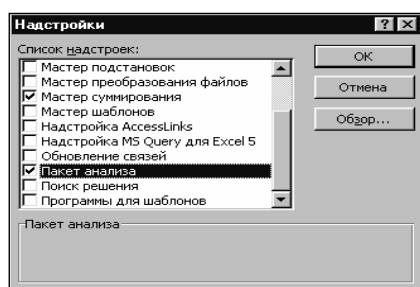 Надстройки
Список надстроек:
Мастер подстановок
Мастер преобразования файлов
Мастер суммирования
Мастер шаблонов
Надстройка AccessLinks
Надстройка MS Query для Excel 5
Обновление связей
Пакет анализа
Поиск решения
Программы для шаблонов
OK
Отмена
Обзор...
Пакет анализа